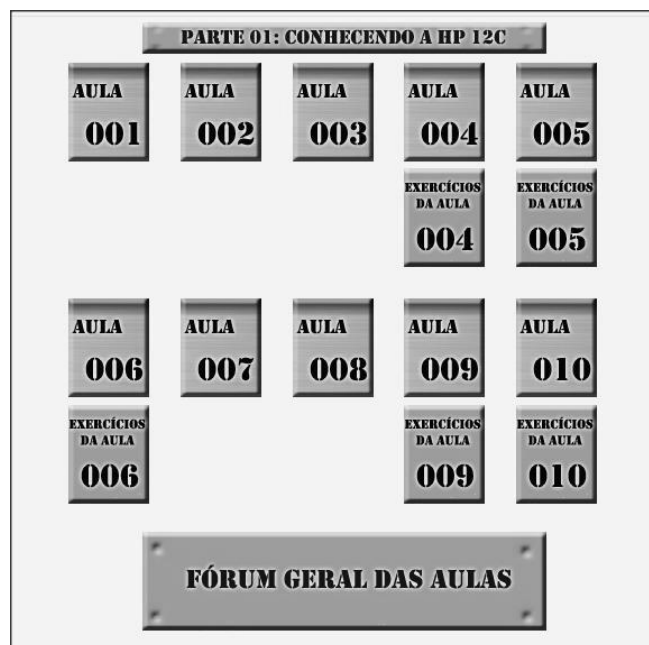 PARTE 01: CONHECENDO A HP 12C
AULA
001
AULA
002
AULA
003
AULA
004
AULA
005
EXERCÍCIOS
DA AULA
004
EXERCÍCIOS
DA AULA
005
AULA
006
AULA
007
AULA
008
AULA
009
AULA
010
EXERCÍCIOS
DA AULA
006
EXERCÍCIOS
DA AULA
009
EXERCÍCIOS
DA AULA
010
FÓRUM GERAL DAS AULAS